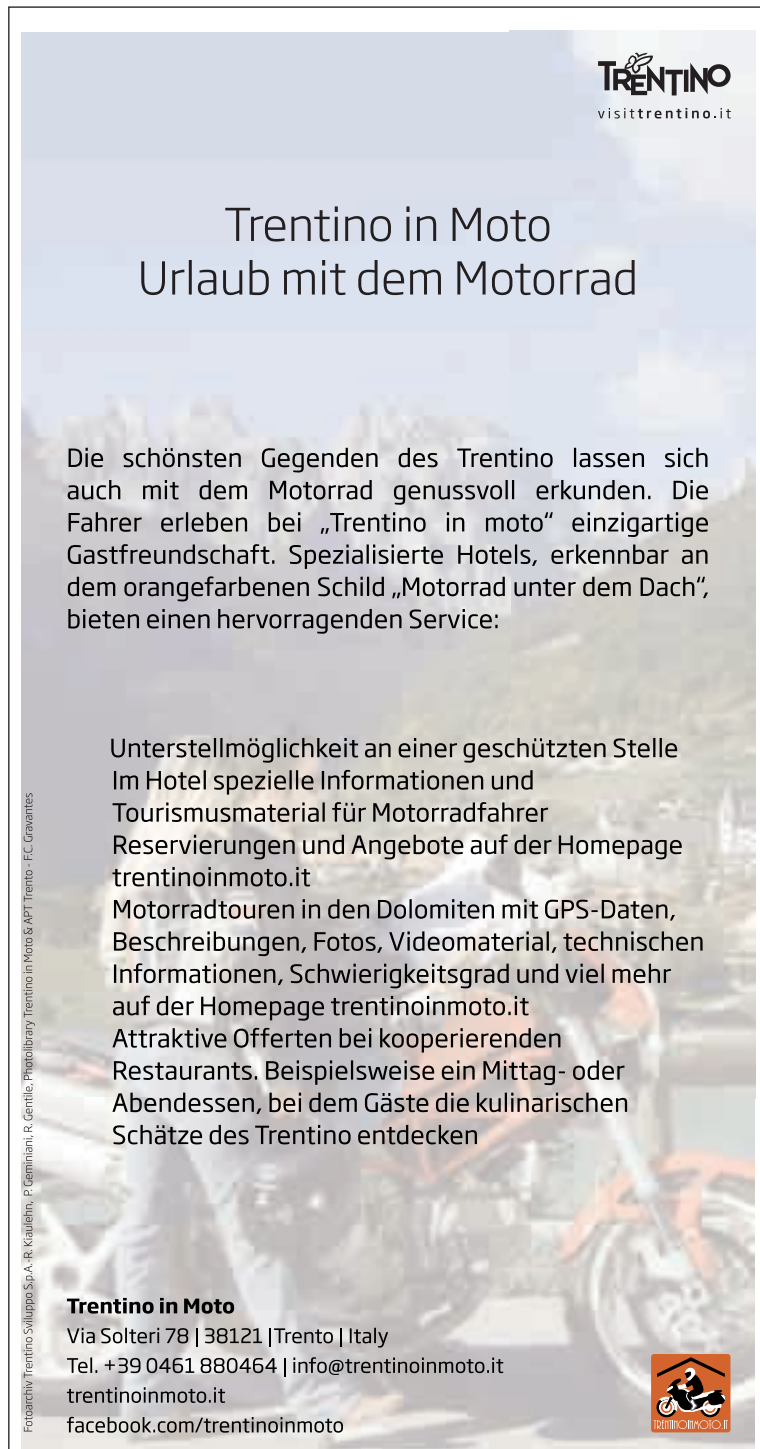 TRENTINO
visittrentino.it
Trentino in Moto
Urlaub mit dem Motorrad
Die schönsten Gegenden des Trentino lassen sich
auch mit dem Motorrad genussvoll erkunden. Die
Fahrer erleben bei „Trentino in moto“ einzigartige
Gastfreundschaft. Spezialisierte Hotels, erkennbar an
dem orangefarbenen Schild „Motorrad unter dem Dach“,
bieten einen hervorragenden Service:
Unterstellmöglichkeit an einer geschützten Stelle
Im Hotel spezielle Informationen und
Tourismusmaterial für Motorradfahrer
Reservierungen und Angebote auf der Homepage
trentinoinmoto.it
Motorradtouren in den Dolomiten mit GPS-Daten,
Beschreibungen, Fotos, Videomaterial, technischen
Informationen, Schwierigkeitsgrad und viel mehr
auf der Homepage trentinoinmoto.it
Attraktive Offerten bei kooperierenden
Restaurants. Beispielsweise ein Mittag- oder
Abendessen, bei dem Gäste die kulinarischen
Schätze des Trentino entdecken
Fotoarchiv Trentino Sviluppo S.p.A.-R. Kiaulehn, P. Geminiani, R. Gentile, Photolibrary Trentino in Moto & APT Trento - F.C. Gravantes
Trentino in Moto
Via Solteri 78 | 38121 |Trento | Italy
Tel. +39 0461 880464 | info@trentinoinmoto.it
trentinoinmoto.it
facebook.com/trentinoinmoto
TRENTINOINMOTO.IT